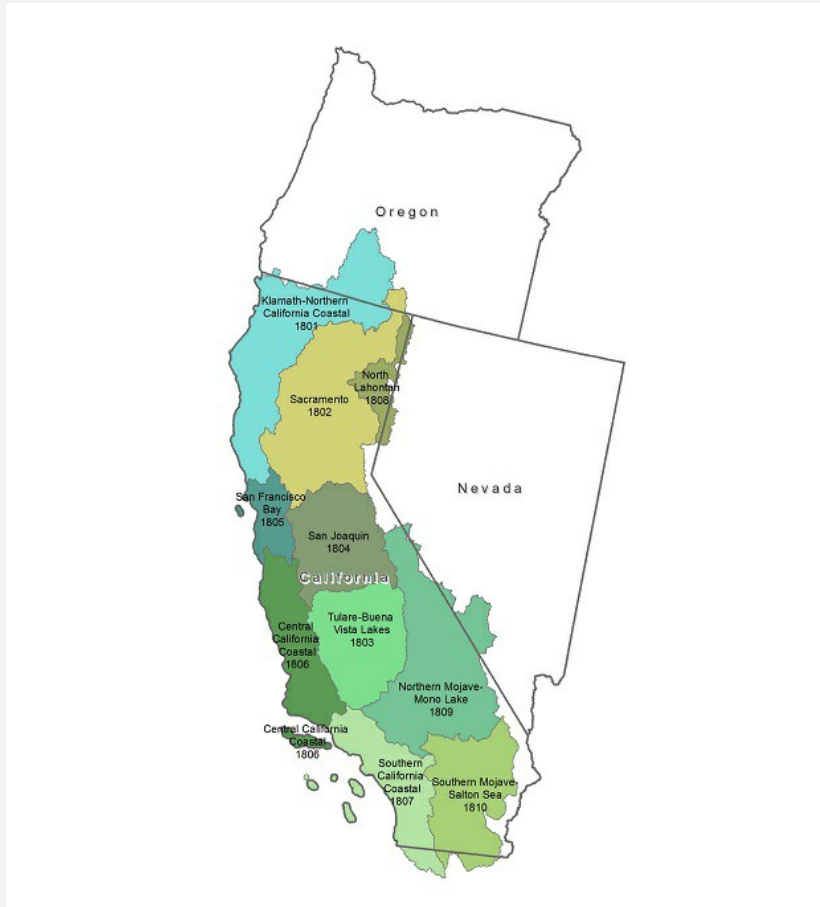 Oregon
Klamath-Northern
California Coastal
1801
North
Lahontan
1808
Sacramento
1802
Nevada
San Francisco
Bay
1805
San Joaquin
1804
California
Tulare-Buena
Vista Lakes
1803
Central
California
Coastal
1806
Northern Mojave-
Mono Lake
1809
Central California
Coastal
1806
Southern
California
Coastal
1807
Southern Mojave-
Salton Sea
1810